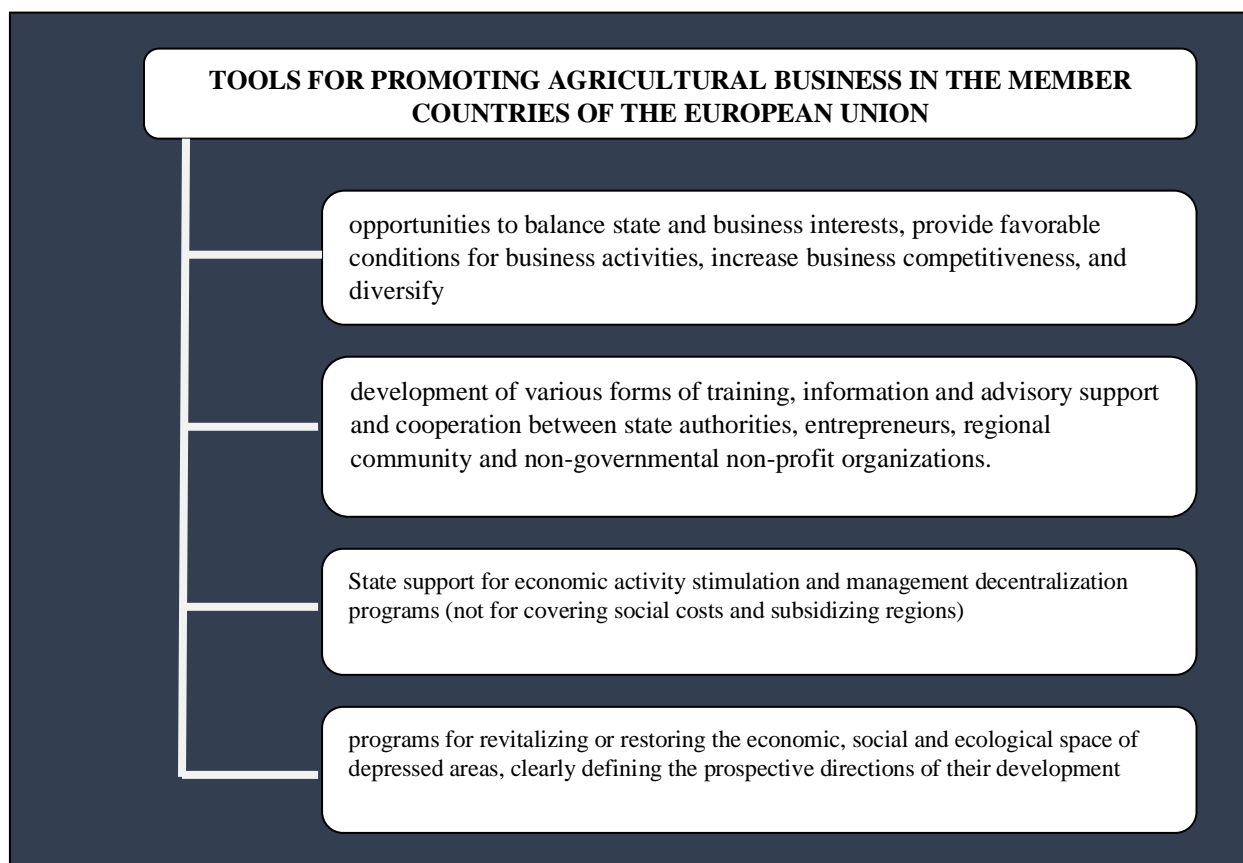 TOOLS FOR PROMOTING AGRICULTURAL BUSINESS IN THE MEMBER
COUNTRIES OF THE EUROPEAN UNION
opportunities to balance state and business interests, provide favorable
conditions for business activities, increase business competitiveness, and
diversify
development of various forms of training, information and advisory support
and cooperation between state authorities, entrepreneurs, regional
community and non-governmental non-profit organizations.
State support for economic activity stimulation and management decentralization
programs (not for covering social costs and subsidizing regions)
programs for revitalizing or restoring the economic, social and ecological space of
depressed areas, clearly defining the prospective directions of their development